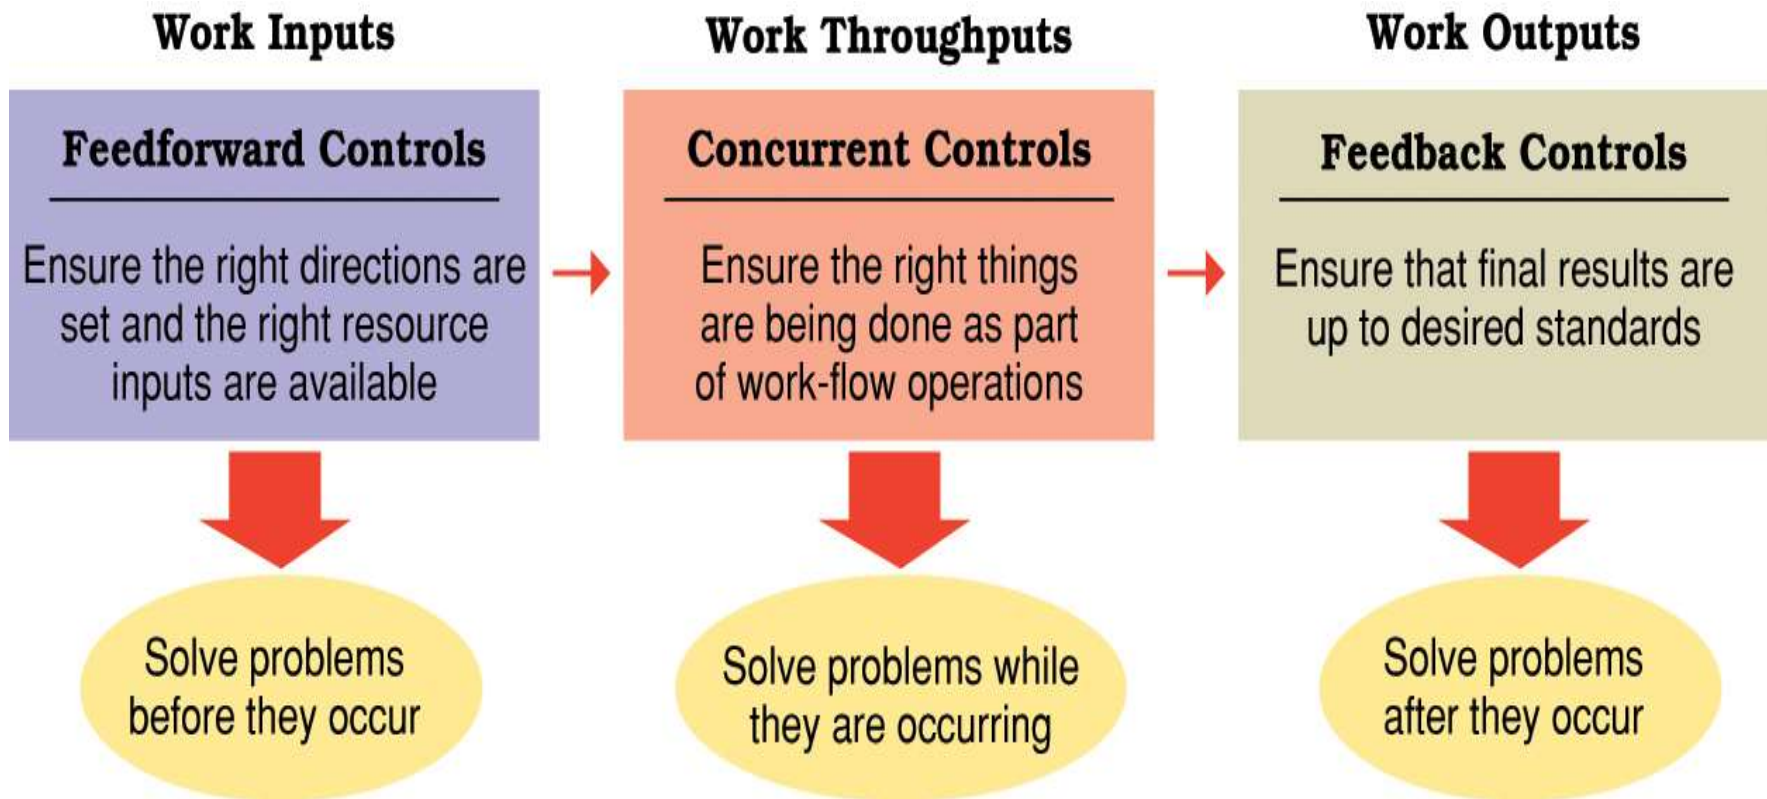 Work Inputs
Work Throughputs
Work Outputs
Feedforward Controls
Ensure the right directions are
set and the right resource
inputs are available
Concurrent Controls
Ensure the right things
are being done as part
of work-flow operations
Feedback Controls
Ensure that final results are
up to desired standards
Solve problems
before they occur
Solve problems while
they are occurring
Solve problems
after they occur